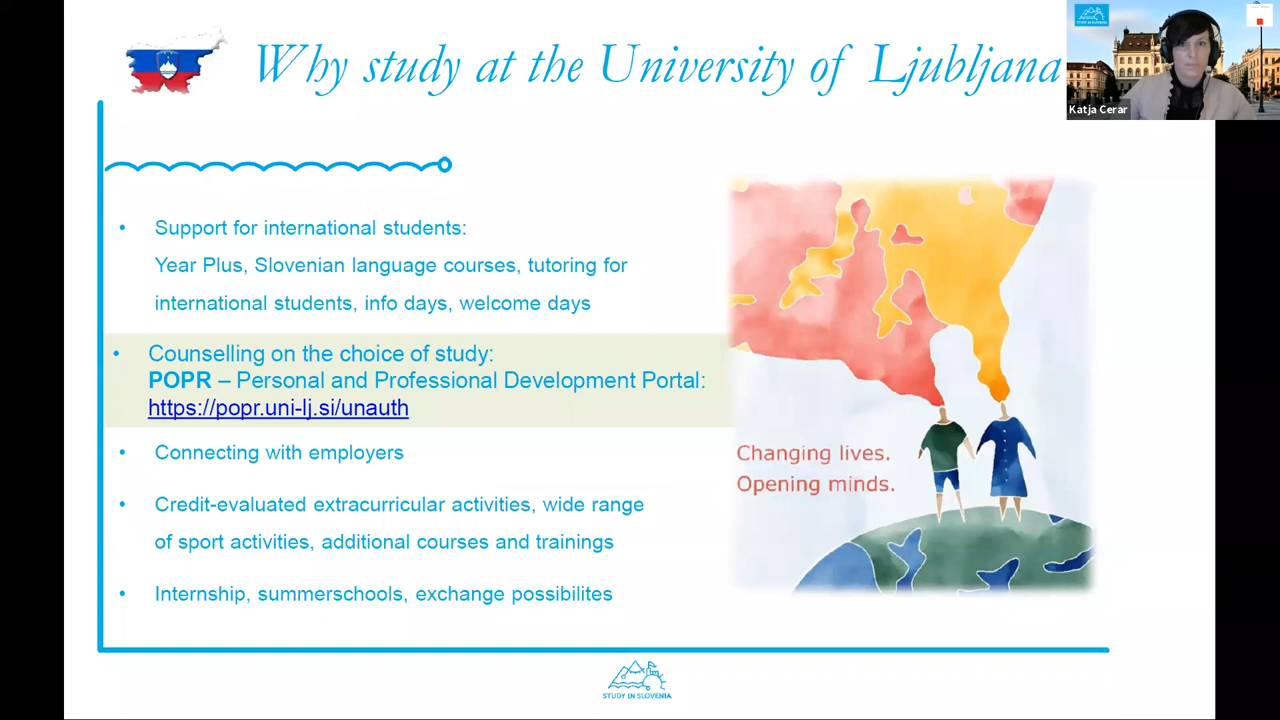 Why study at the University of Ljubljana
STUDY IN SLOVENIA
Katja Cerar
• Support for international students:
Year Plus, Slovenian language courses, tutoring for
international students, info days, welcome days
• Counselling on the choice of study:
POPR – Personal and Professional Development Portal:
https://popr.uni-lj.si/unauth
• Connecting with employers
• Credit-evaluated extracurricular activities, wide range
of sport activities, additional courses and trainings
• Internship, summerschools, exchange possibilites
Changing lives.
Opening minds.
STUDY IN SLOVENIA